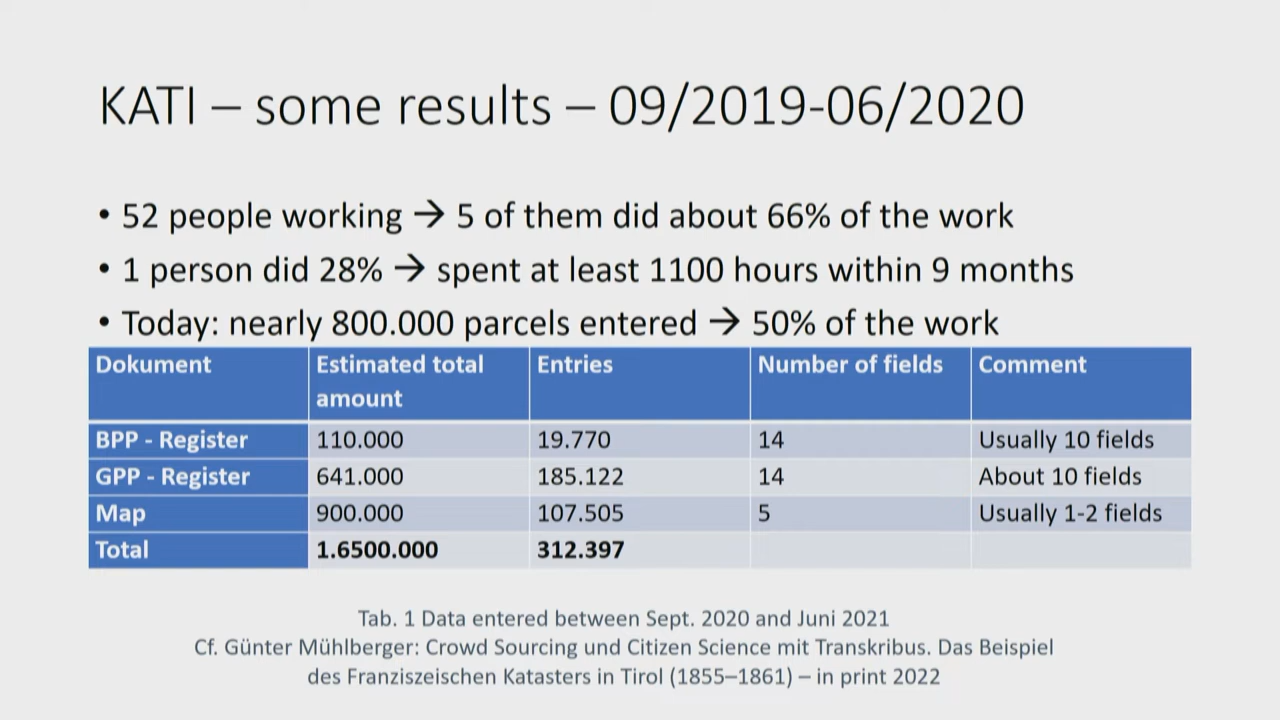 KATI – some results – 09/2019-06/2020
• 52 people working → 5 of them did about 66% of the work
• 1 person did 28% → spent at least 1100 hours within 9 months
• Today: nearly 800.000 parcels entered → 50% of the work
Dokument Estimated total amount Entries Number of fields Comment
BPP - Register 110.000 19.770 14 Usually 10 fields
GPP - Register 641.000 185.122 14 About 10 fields
Map 900.000 107.505 5 Usually 1-2 fields
Total 1.6500.000 312.397
Tab. 1 Data entered between Sept. 2020 and Juni 2021
Cf. Günter Mühlberger: Crowd Sourcing und Citizen Science mit Transkribus. Das Beispiel
des Franziszeischen Katasters in Tirol (1855–1861) – in print 2022